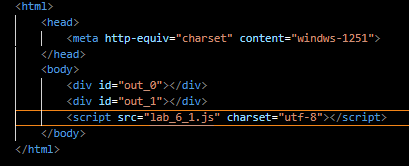 <html>
<head>
<meta http-equiv="charset" content="windws-1251">
</head>
<body>
<div id="out_0"></div>
<div id="out_1"></div>
<script src="lab_6_1.js" charset="utf-8"></script>
</body>
</html>